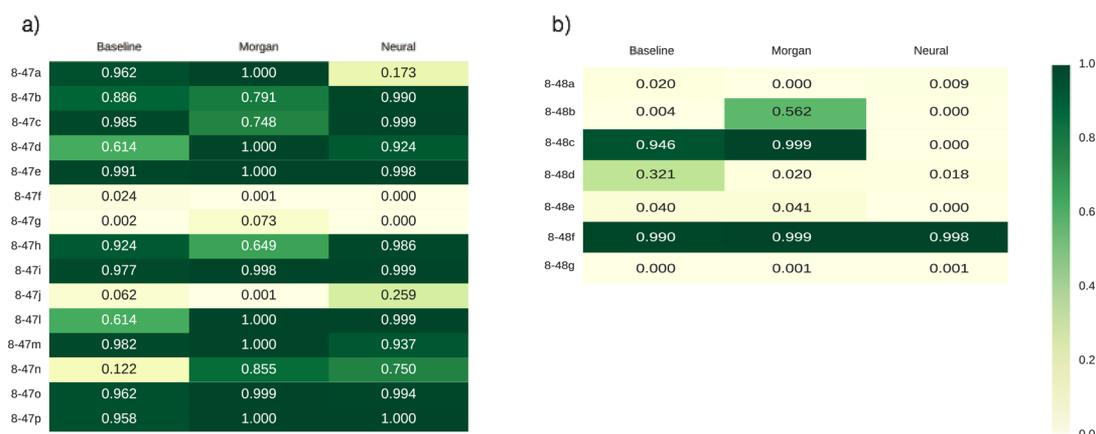 a)
Baseline Morgan Neural
8-47a 0.962 1.000 0.173
8-47b 0.886 0.791 0.990
8-47c 0.985 0.748 0.999
8-47d 0.614 1.000 0.924
8-47e 0.991 1.000 0.998
8-47f 0.024 0.001 0.000
8-47g 0.002 0.073 0.000
8-47h 0.924 0.649 0.986
8-47i 0.977 0.998 0.999
8-47j 0.062 0.001 0.259
8-47l 0.614 1.000 0.999
8-47m 0.982 1.000 0.937
8-47n 0.122 0.855 0.750
8-47o 0.962 0.999 0.994
8-47p 0.958 1.000 1.000
b)
Baseline Morgan Neural
8-48a 0.020 0.000 0.009
8-48b 0.004 0.562 0.000
8-48c 0.946 0.999 0.000
8-48d 0.321 0.020 0.018
8-48e 0.040 0.041 0.000
8-48f 0.990 0.999 0.998
8-48g 0.000 0.001 0.001
1.0
0.8
0.6
0.4
0.2
0.0